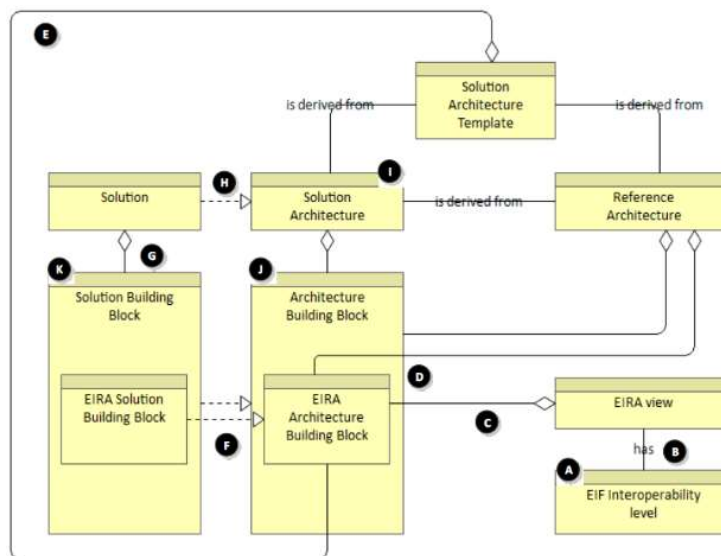 E
Solution
Architecture
Template
is derived from
is derived from
H
I
Solution
Solution
Architecture
is derived from
Reference
Architecture
K
G
J
Solution Building
Block
Architecture
Building Block
D
EIRA Solution
Building Block
EIRA
Architecture
Building Block
EIRA view
C
F
has
B
A
EIF Interoperability
level